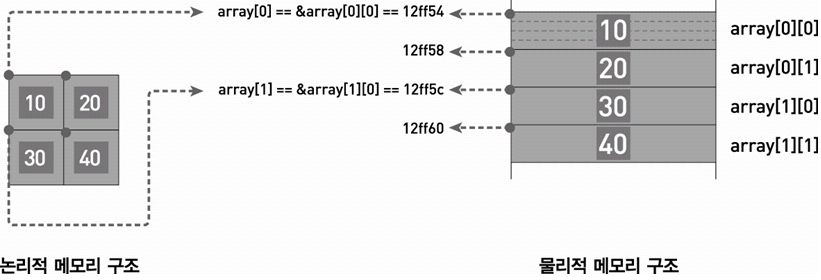 array[0] == &array[0][0] == 12ff54
12ff58
array[1] == &array[1][0] == 12ff5c
12ff60
10 20
30 40
10 array[0][0]
20 array[0][1]
30 array[1][0]
40 array[1][1]
논리적 메모리 구조
물리적 메모리 구조